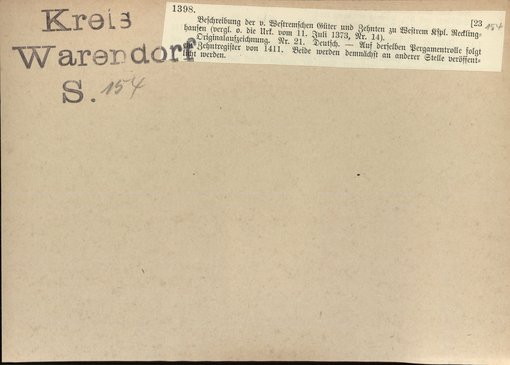 Kreis
Warendorf
S. 154
1398. [23 154
Beschreibung der v. Westremschen Güter und Zehnten zu Westrem Kspl. Reckling-
hausen (vergl. o. die Urk. vom 11. Juli 1373, Nr. 14).
Originalaufzeichnung. Nr. 21. Deutsch. — Auf derselben Pergamentrolle folgt
Zehntregister von 1411. Beide werden demnächst an anderer Stelle veröffent-
licht werden.